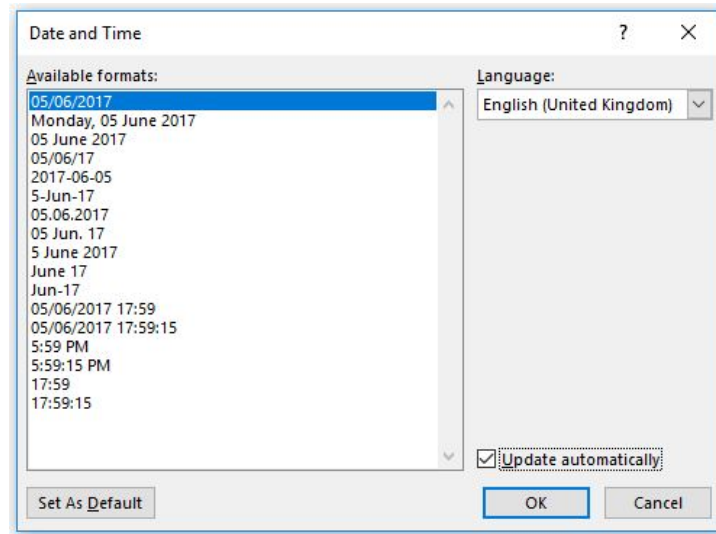 Date and Time
Available formats:
05/06/2017
Monday, 05 June 2017
05 June 2017
05/06/17
2017-06-05
5-Jun-17
05.06.2017
05 Jun. 17
5 June 2017
June 17
Jun-17
05/06/2017 17:59
05/06/2017 17:59:15
5:59 PM
5:59:15 PM
17:59
17:59:15
Language:
English (United Kingdom)
Update automatically
Set As Default
OK
Cancel